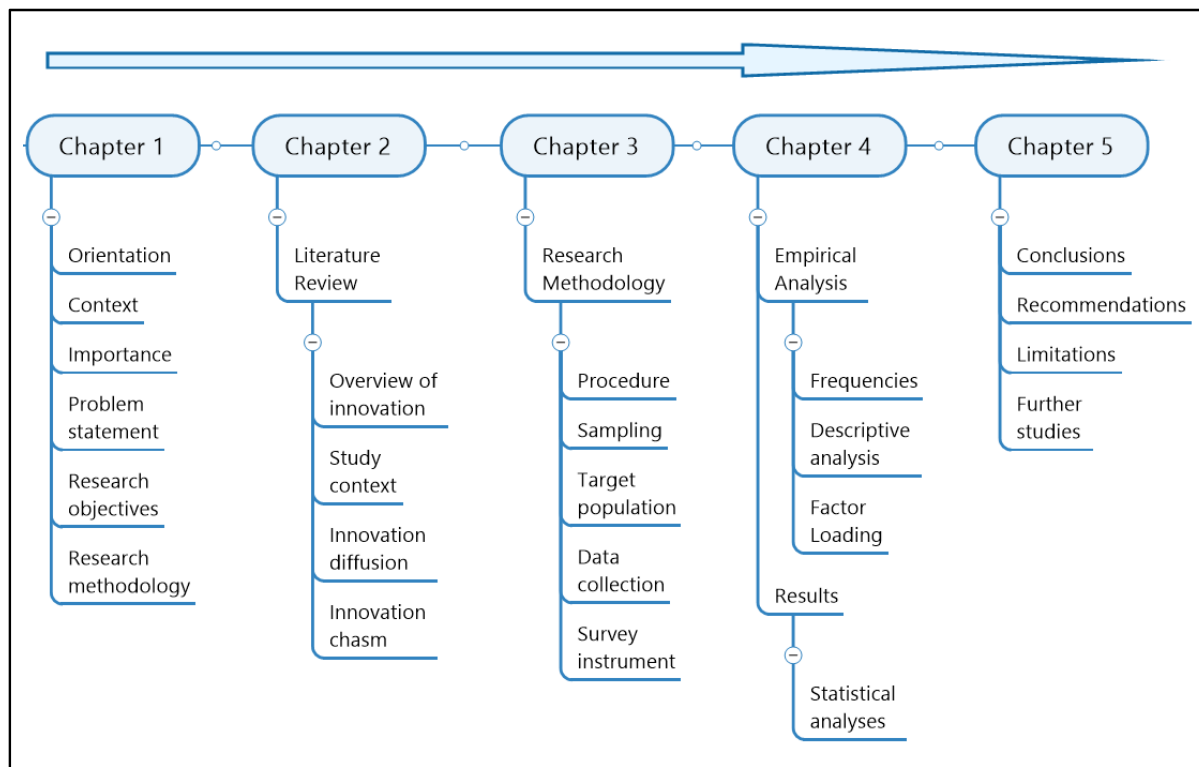 Chapter 1
Chapter 2
Chapter 3
Chapter 4
Chapter 5
Orientation
Context
Importance
Problem
statement
Research
objectives
Research
methodology
Literature
Review
Overview of
innovation
Study
context
Innovation
diffusion
Innovation
chasm
Research
Methodology
Procedure
Sampling
Target
population
Data
collection
Survey
instrument
Empirical
Analysis
Frequencies
Descriptive
analysis
Factor
Loading
Results
Statistical
analyses
Conclusions
Recommendations
Limitations
Further
studies